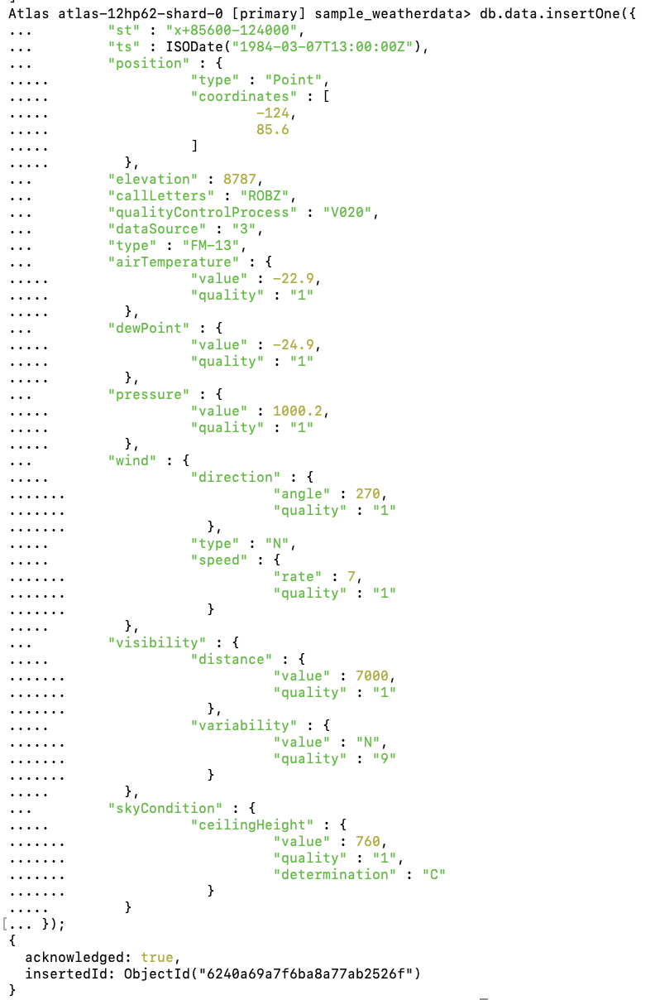 Atlas atlas-12hp62-shard-0 [primary] sample_weatherdata> db.data.insertOne({
...         "st" : "x+85600-124000",
...         "ts" : ISODate("1984-03-07T13:00:00Z"),
...         "position" : {
.....                 "type" : "Point",
.....                 "coordinates" : [
.....                         -124,
.....                         85.6
.....                 ]
.....         },
...         "elevation" : 8787,
...         "callLetters" : "ROBZ",
...         "qualityControlProcess" : "V020",
...         "dataSource" : "3",
...         "type" : "FM-13",
...         "airTemperature" : {
.....                 "value" : -22.9,
.....                 "quality" : "1"
.....         },
...         "dewPoint" : {
.....                 "value" : -24.9,
.....                 "quality" : "1"
.....         },
...         "pressure" : {
.....                 "value" : 1000.2,
.....                 "quality" : "1"
.....         },
...         "wind" : {
.....                 "direction" : {
.......                         "angle" : 270,
.......                         "quality" : "1"
.......                 },
.....                 "type" : "N",
.....                 "speed" : {
.......                         "rate" : 7,
.......                         "quality" : "1"
.......                 }
.....         },
...         "visibility" : {
.....                 "distance" : {
.......                         "value" : 7000,
.......                         "quality" : "1"
.......                 },
.....                 "variability" : {
.......                         "value" : "N",
.......                         "quality" : "9"
.......                 }
.....         },
...         "skyCondition" : {
.....                 "ceilingHeight" : {
.......                         "value" : 760,
.......                         "quality" : "1",
.......                         "determination" : "C"
.......                 }
.....         }
[... });
{
  acknowledged: true,
  insertedId: ObjectId("6240a69a7f6ba8a77ab2526f")
}